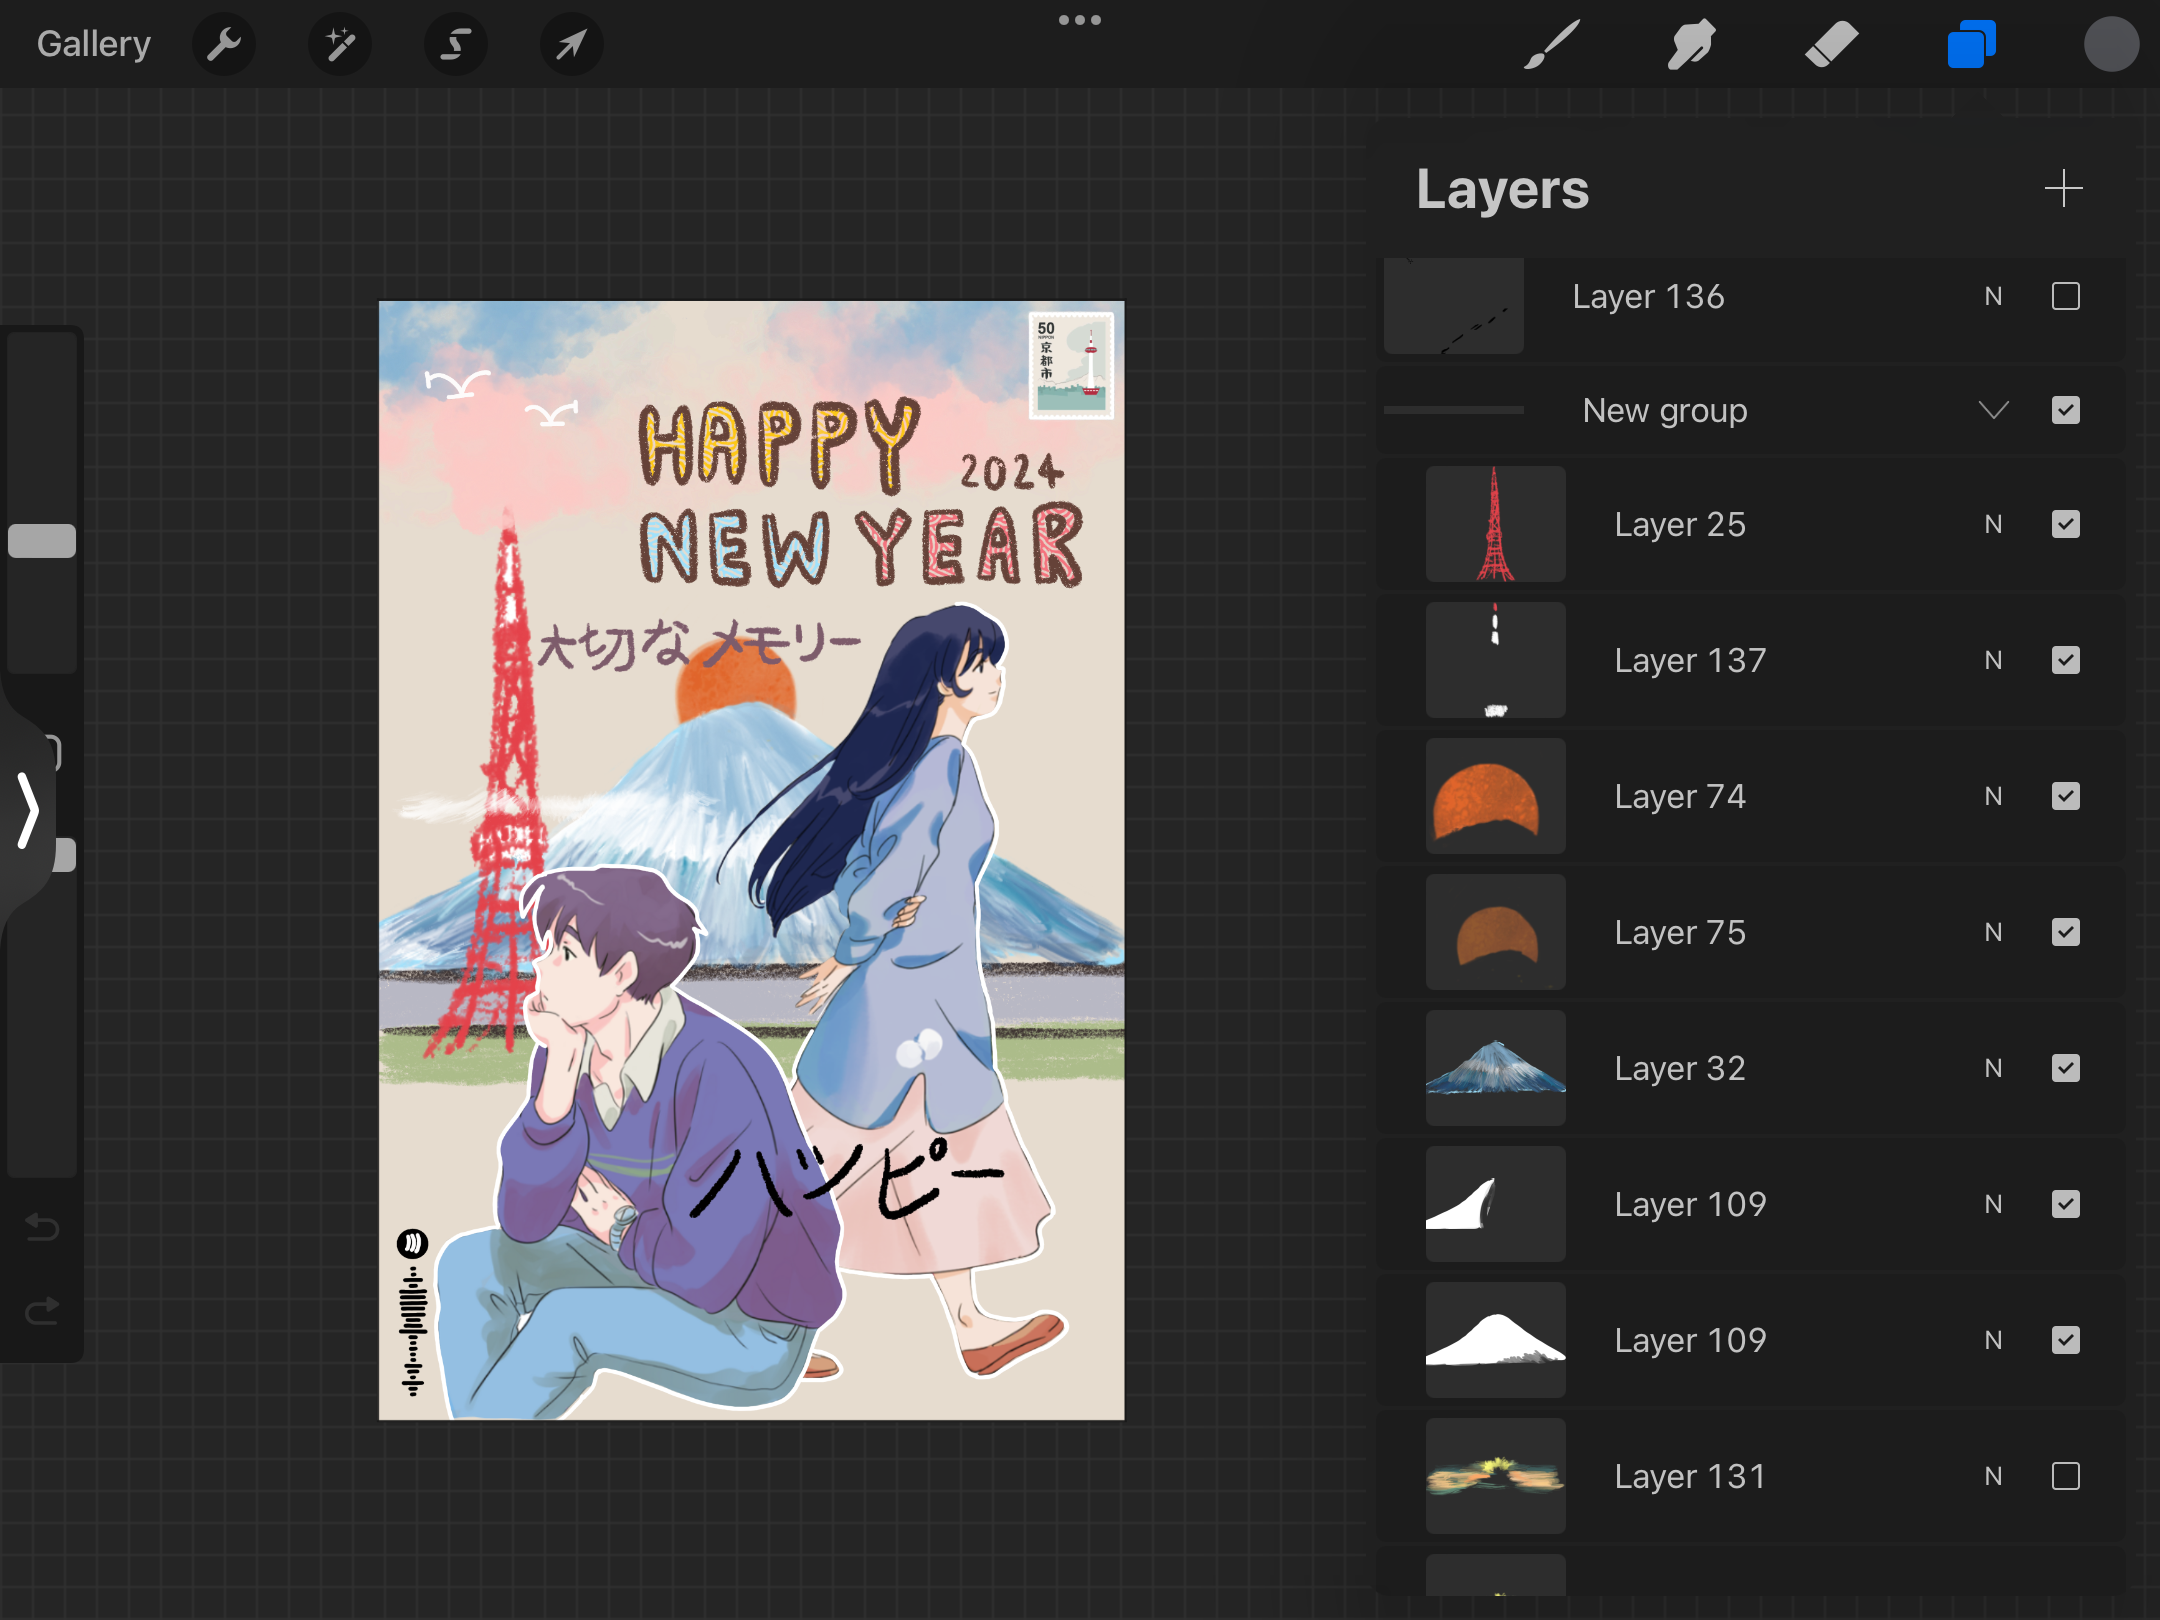 Gallery
Layers
Layer 136 N
New group
Layer 25 N
Layer 137 N
Layer 74 N
Layer 75 N
Layer 32 N
Layer 109 N
Layer 109 N
Layer 131 N
50
NIPPON
京都市
HAPPY
2024
NEW YEAR
大切なメモリー
ハッピー